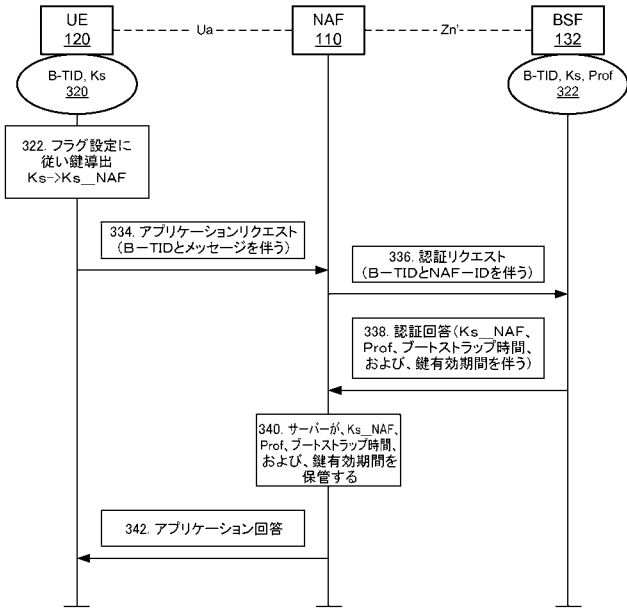 UE
120
Ua
NAF
110
Zn'
BSF
132
B-TID, Ks
320
B-TID, Ks, Prof
322
322. フラグ設定に
従い鍵導出
Ks->Ks__NAF
334. アプリケーションリクエスト
(B-TIDとメッセージを伴う)
336. 認証リクエスト
(B-TIDとNAF-IDを伴う)
338. 認証回答(Ks__NAF、
Prof、ブートストラップ時間、
および、鍵有効期間を伴う)
340. サーバーが、Ks__NAF、
Prof、ブートストラップ時間、
および、鍵有効期間を
保管する
342. アプリケーション回答